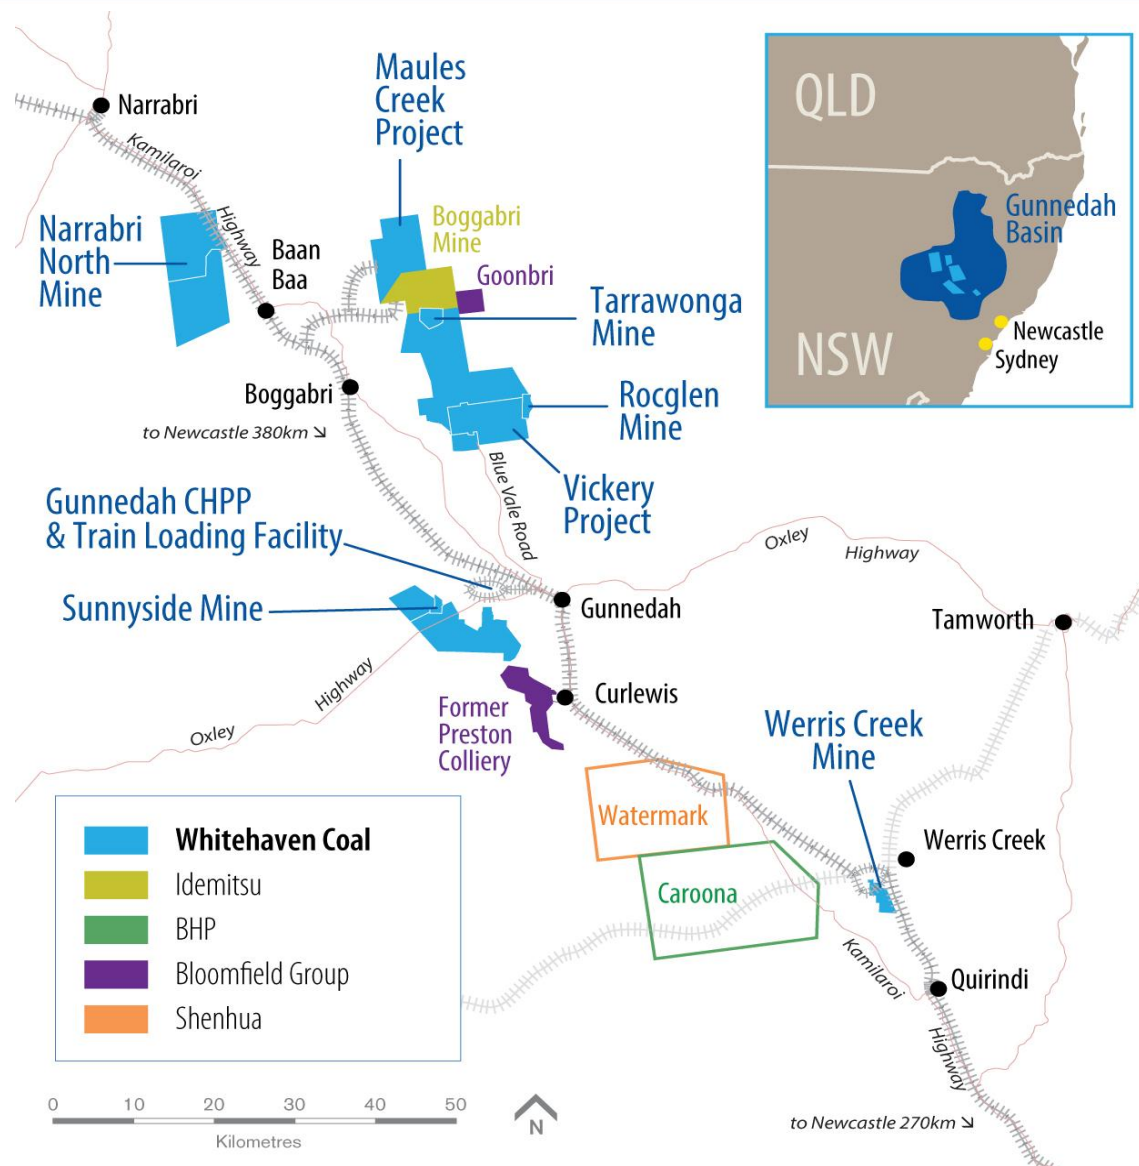 Maules
Creek
Project
Narrabri
Kamilaroi
Highway
Narrabri
North
Mine
Baan
Baa
Boggabri
Mine
Goonbri
Tarrawonga
Mine
Boggabri
to Newcastle 380km
Rocglen
Mine
Vickery
Project
Blue Vale Road
Gunnedah CHPP
& Train Loading Facility
Sunnyside Mine
Gunnedah
Oxley
Highway
Tamworth
Highway
Oxley
Curlewis
Former
Preston
Colliery
Watermark
Caroona
Werris Creek
Mine
Werris Creek
Kamilaroi
Quirindi
Highway
to Newcastle 270km
QLD
Gunnedah
Basin
NSW
Newcastle
Sydney
Whitehaven Coal
Idemitsu
BHP
Bloomfield Group
Shenhua
0 10 20 30 40 50
Kilometres
N